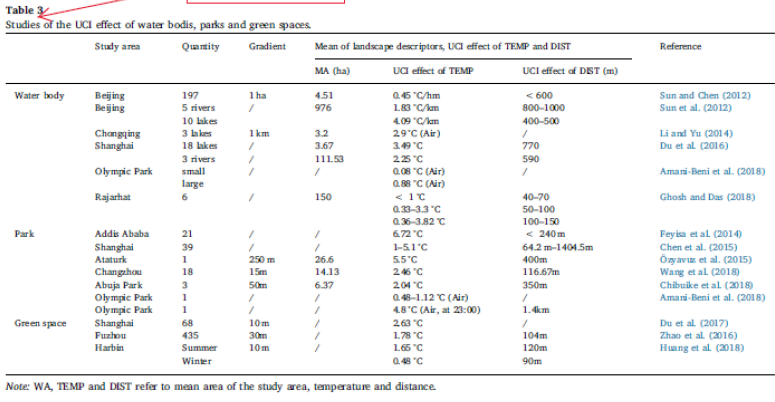 Table 3
Studies of the UCI effect of water bodis, parks and green spaces.
Study area Quantity Gradient Mean of landscape descriptors, UCI effect of TEMP and DIST Reference
MA (ha) UCI effect of TEMP UCI effect of DIST (m)
Water body Beijing 197 1 ha 4.51 0.45 °C/hm < 600 Sun and Chen (2012)
Beijing 5 rivers / 976 1.83 °C/km 800–1000 Sun et al. (2012)
10 lakes 4.09 °C/km 400–500
Chongqing 3 lakes 1 km 3.2 2.9 °C (Air) / Li and Yu (2014)
Shanghai 18 lakes / 3.67 3.49 °C 770 Du et al. (2016)
3 rivers / 111.53 2.25 °C 590
Olympic Park small / / 0.08 °C (Air) / Amani-Beni et al. (2018)
large 0.88 °C (Air)
Rajarhat 6 / 150 < 1 °C 40–70 Ghosh and Das (2018)
0.33–3.3 °C 50–100
0.36–3.82 °C 100–150
Park Addis Ababa 21 / / 6.72 °C < 240 m Feyisa et al. (2014)
Shanghai 39 / / 1–5.1 °C 64.2 m–1404.5m Chen et al. (2015)
Ataturk 1 250 m 26.6 5.5 °C 400m Özyavuz et al. (2015)
Changzhou 18 15m 14.13 2.46 °C 116.67m Wang et al. (2018)
Abuja Park 3 50m 6.37 2.04 °C 350m Chibuike et al. (2018)
Olympic Park 1 / / 0.48–1.12 °C (Air) / Amani-Beni et al. (2018)
Olympic Park 1 / / 4.8 °C (Air, at 23:00) 1.4km
Green space Shanghai 68 10 m / 2.63 °C / Du et al. (2017)
Fuzhou 435 30m / 1.78 °C 104m Zhao et al. (2016)
Harbin Summer 10 m / 1.65 °C 120m Huang et al. (2018)
Winter 0.48 °C 90m
Note: WA, TEMP and DIST refer to mean area of the study area, temperature and distance.